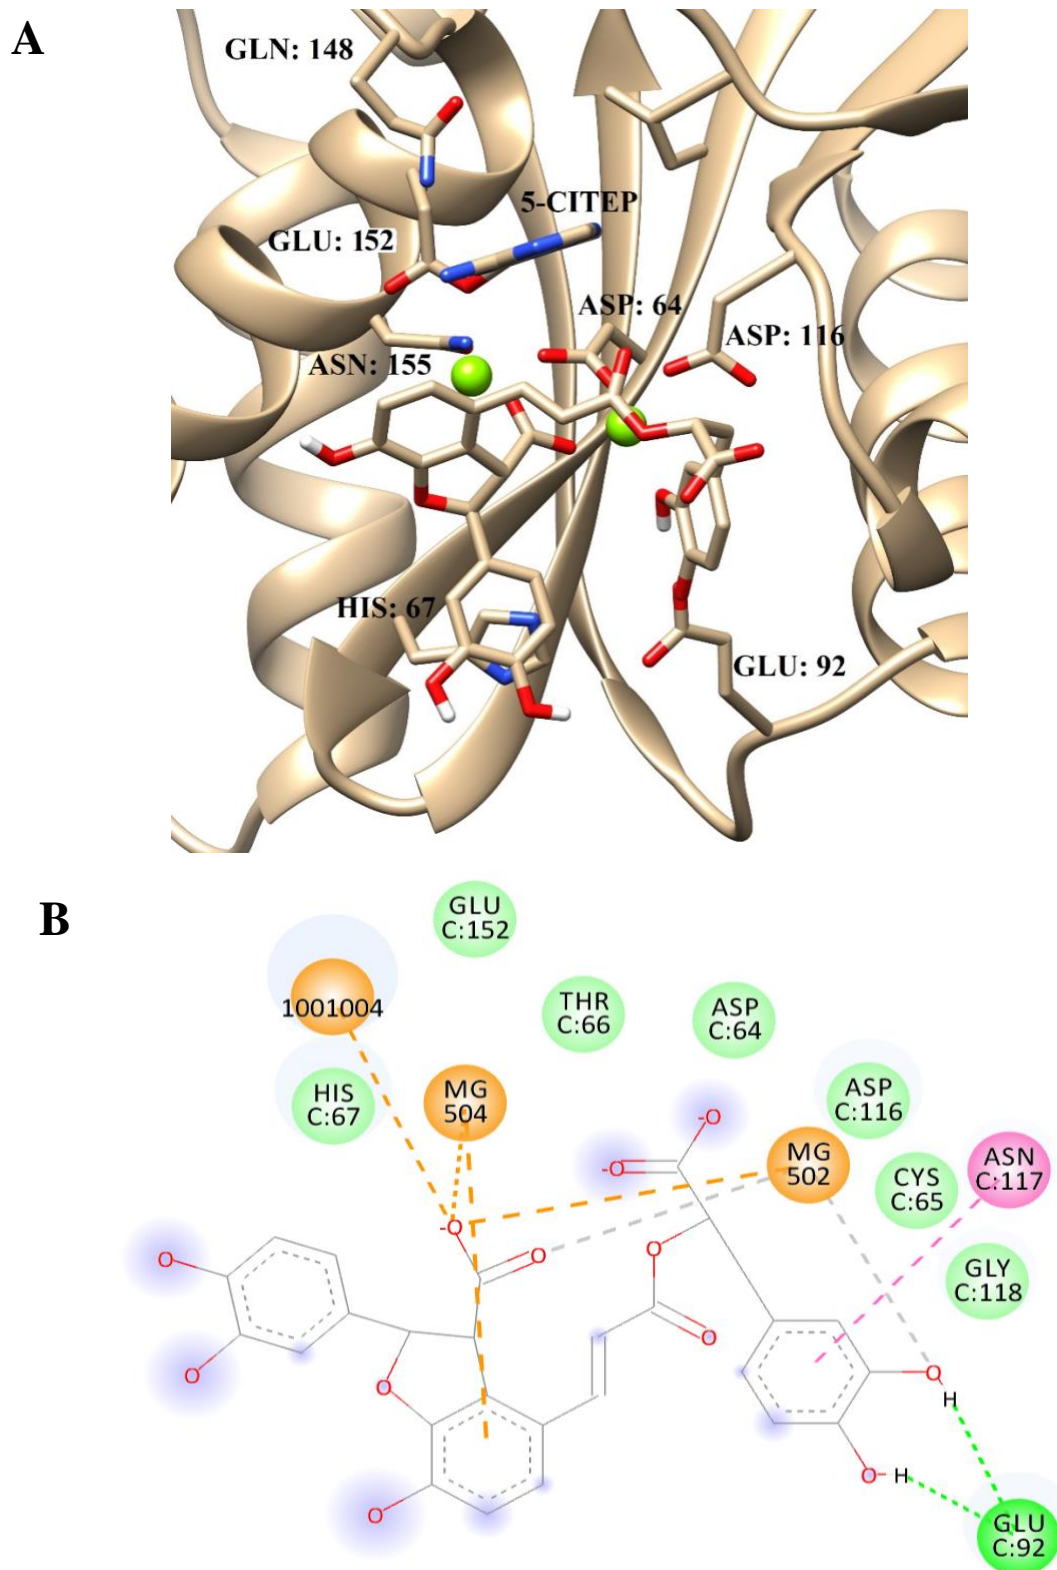 A
GLN: 148
5-CITEP
GLU: 152
ASP: 64
ASP: 116
ASN: 155
HIS: 67
GLU: 92
B
GLU
C:152
1001004
THR
C:66
ASP
C:64
HIS
C:67
MG
504
ASP
C:116
-O
-O
MG
502
CYS
C:65
ASN
C:117
-O
O
O
GLY
C:118
O
O
O
O
H
O
O
O- H
O
GLU
C:92